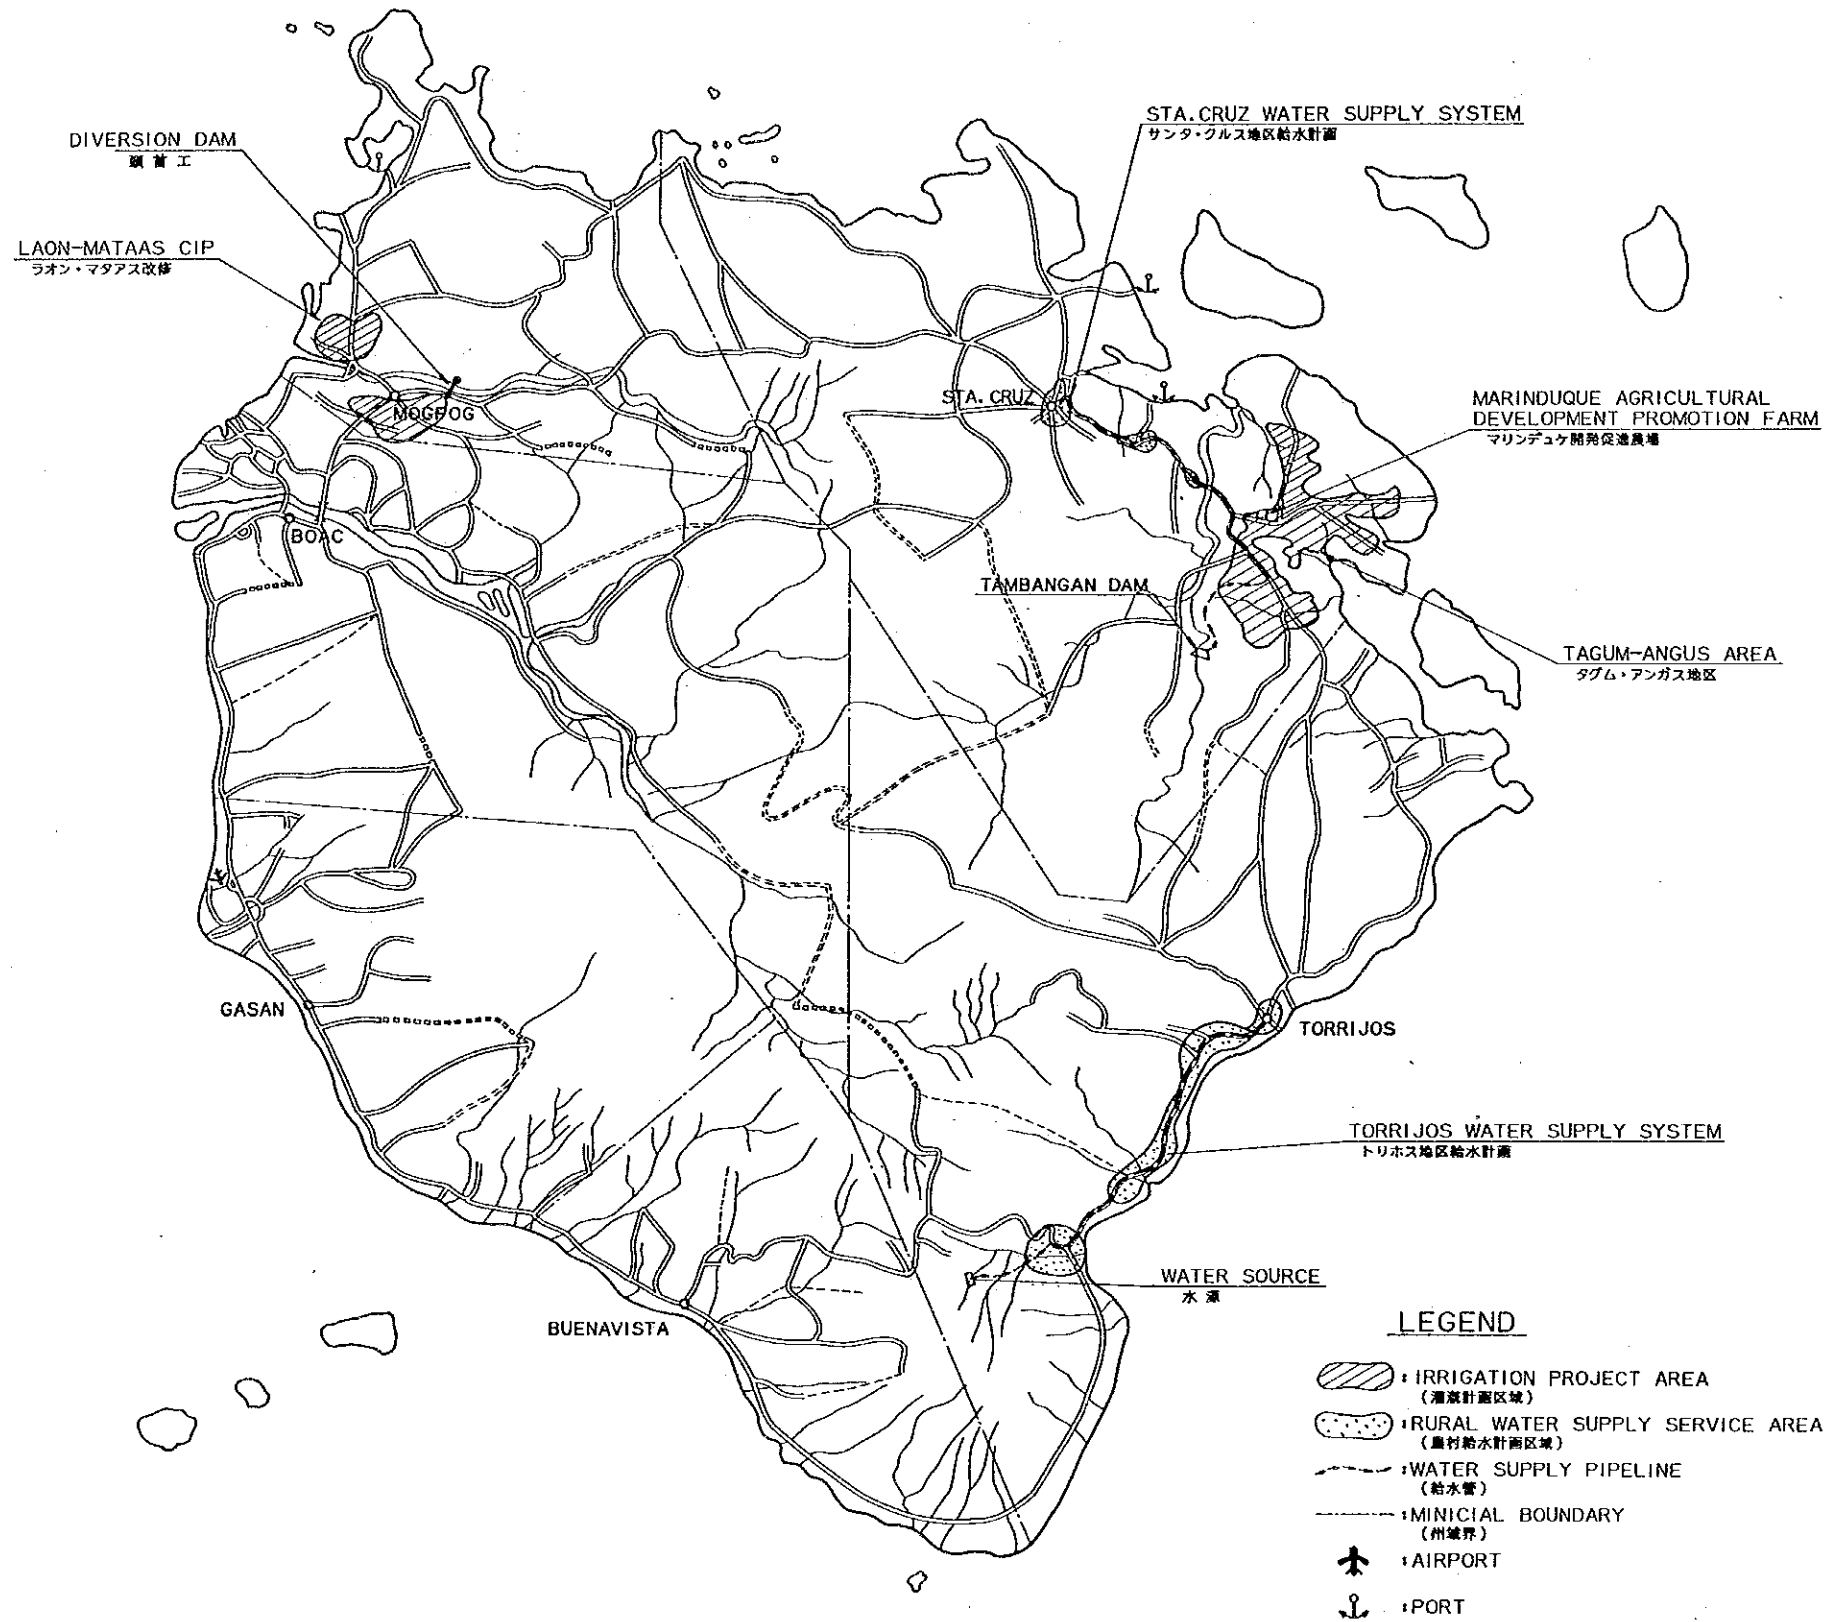 DIVERSION DAM
頭首工
LAON-MATAAS CIP
ラオン・マタアス改修
STA. CRUZ WATER SUPPLY SYSTEM
サンタ・クルス地区給水計画
MOGPOG
STA. CRUZ
MARINDUQUE AGRICULTURAL
DEVELOPMENT PROMOTION FARM
マリンデュケ開発促進農場
BOAC
TAMBANGAN DAM
TAGUM-ANGUS AREA
タグム・アンガス地区
GASAN
TORRIJOS
TORRIJOS WATER SUPPLY SYSTEM
トリホス地区給水計画
WATER SOURCE
水源
BUENAVISTA
LEGEND
:IRRIGATION PROJECT AREA
(灌漑計画区域)
:RURAL WATER SUPPLY SERVICE AREA
(農村給水計画区域)
:WATER SUPPLY PIPELINE
(給水管)
:MINICIAL BOUNDARY
(州域界)
:AIRPORT
:PORT